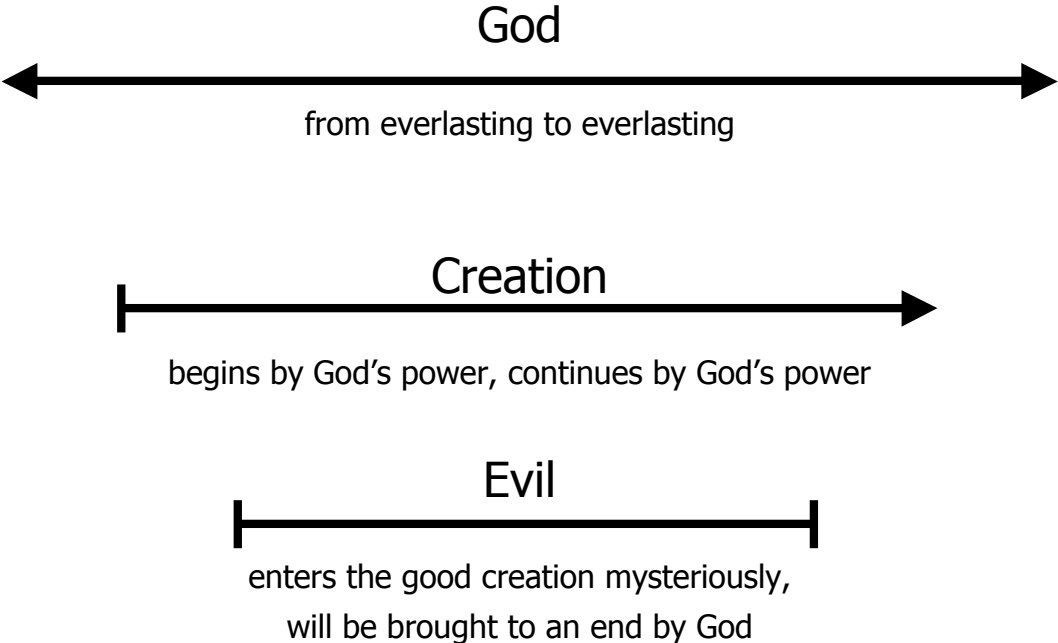 God
from everlasting to everlasting
Creation
begins by God’s power, continues by God’s power
Evil
enters the good creation mysteriously,
will be brought to an end by God